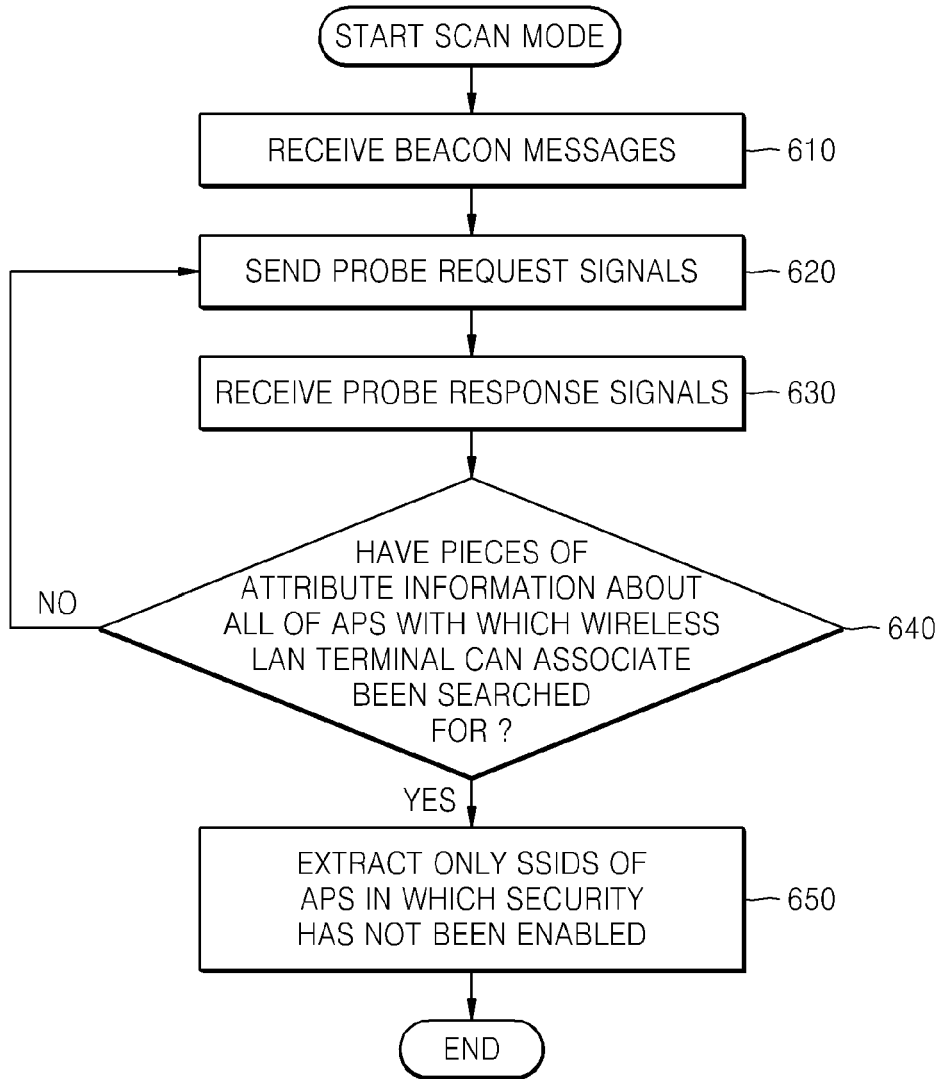 START SCAN MODE
RECEIVE BEACON MESSAGES
610
SEND PROBE REQUEST SIGNALS
620
RECEIVE PROBE RESPONSE SIGNALS
630
HAVE PIECES OF
ATTRIBUTE INFORMATION ABOUT
ALL OF APS WITH WHICH WIRELESS
LAN TERMINAL CAN ASSOCIATE
BEEN SEARCHED
FOR ?
640
NO
YES
EXTRACT ONLY SSIDS OF
APS IN WHICH SECURITY
HAS NOT BEEN ENABLED
650
END